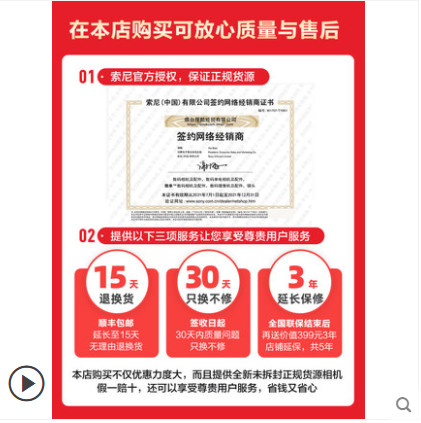 在本店购买可放心质量与售后
01 索尼官方授权，保证正规货源
索尼（中国）有限公司签约网络经销商证书
签约网络经销商
02 提供以下三项服务让您享受尊贵用户服务
15天
退换货
顺丰包邮
延长至15天
无理由退换货
30天
只换不修
签收日起
30天内质量问题
只换不修
3年
延长保修
全国联保结束后
再送价值399元3年
店铺延保，共5年
本店购买不仅优惠力度大，而且提供全新未拆封正规货源相机
假一赔十，还可以享受尊贵用户服务，省钱又省心